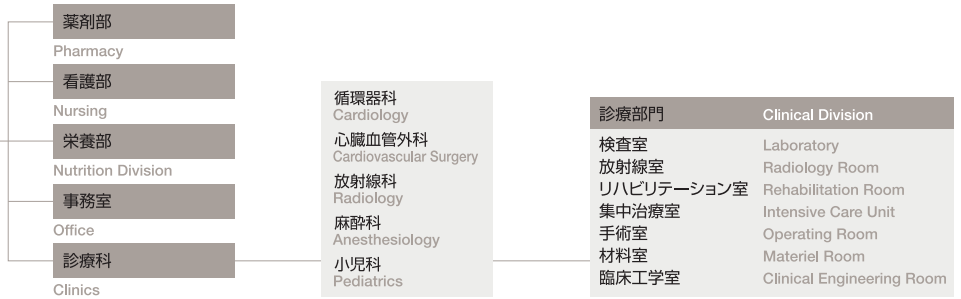 薬剤部
Pharmacy
看護部
Nursing
栄養部
Nutrition Division
事務室
Office
診療科
Clinics
循環器科
Cardiology
心臓血管外科
Cardiovascular Surgery
放射線科
Radiology
麻酔科
Anesthesiology
小児科
Pediatrics
診療部門 Clinical Division
検査室 Laboratory
放射線室 Radiology Room
リハビリテーション室 Rehabilitation Room
集中治療室 Intensive Care Unit
手術室 Operating Room
材料室 Materiel Room
臨床工学室 Clinical Engineering Room